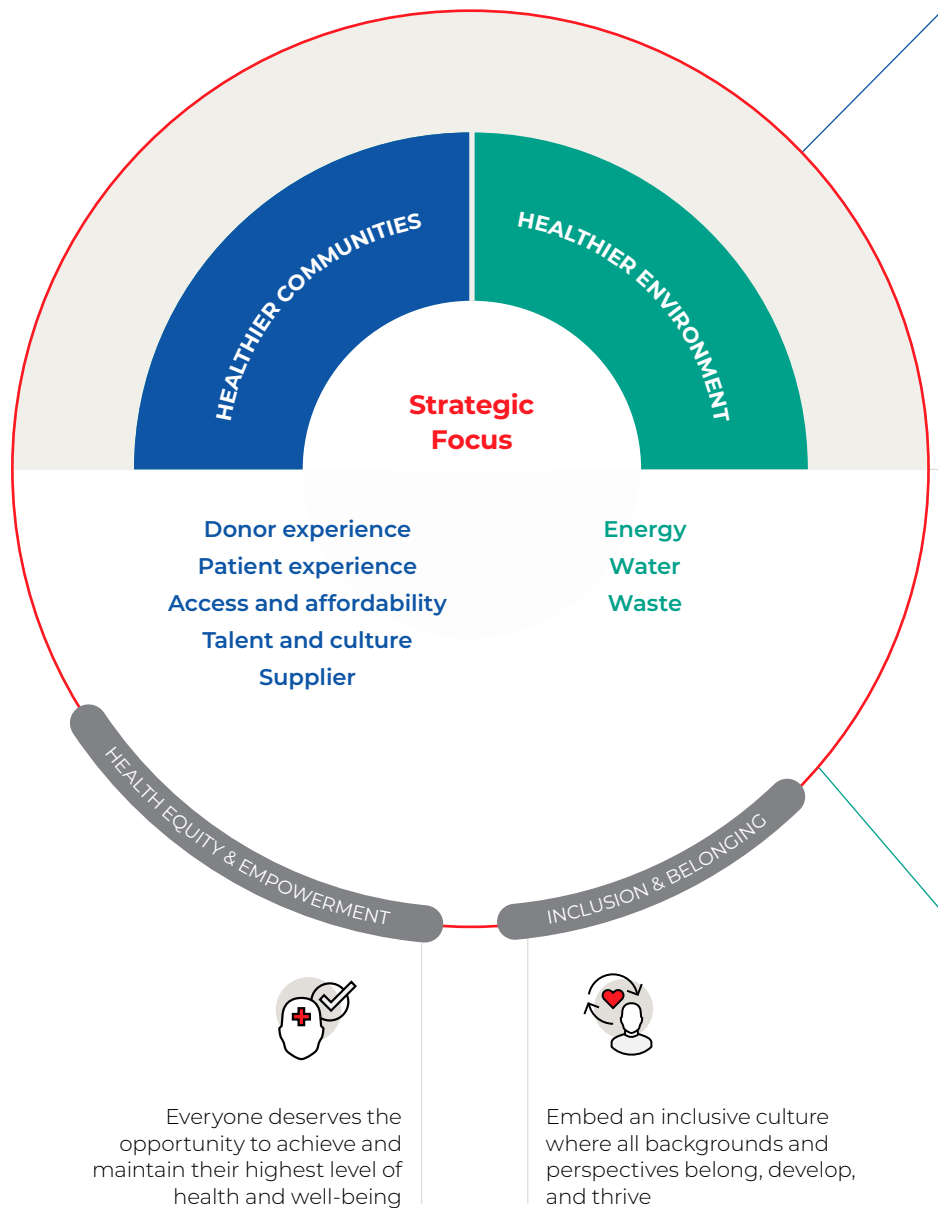 HEALTHIER COMMUNITIES
HEALTHIER ENVIRONMENT
Strategic
Focus
Donor experience
Patient experience
Access and affordability
Talent and culture
Supplier
Energy
Water
Waste
HEALTH EQUITY & EMPOWERMENT
INCLUSION & BELONGING
Everyone deserves the
opportunity to achieve and
maintain their highest level of
health and well-being
Embed an inclusive culture
where all backgrounds and
perspectives belong, develop,
and thrive